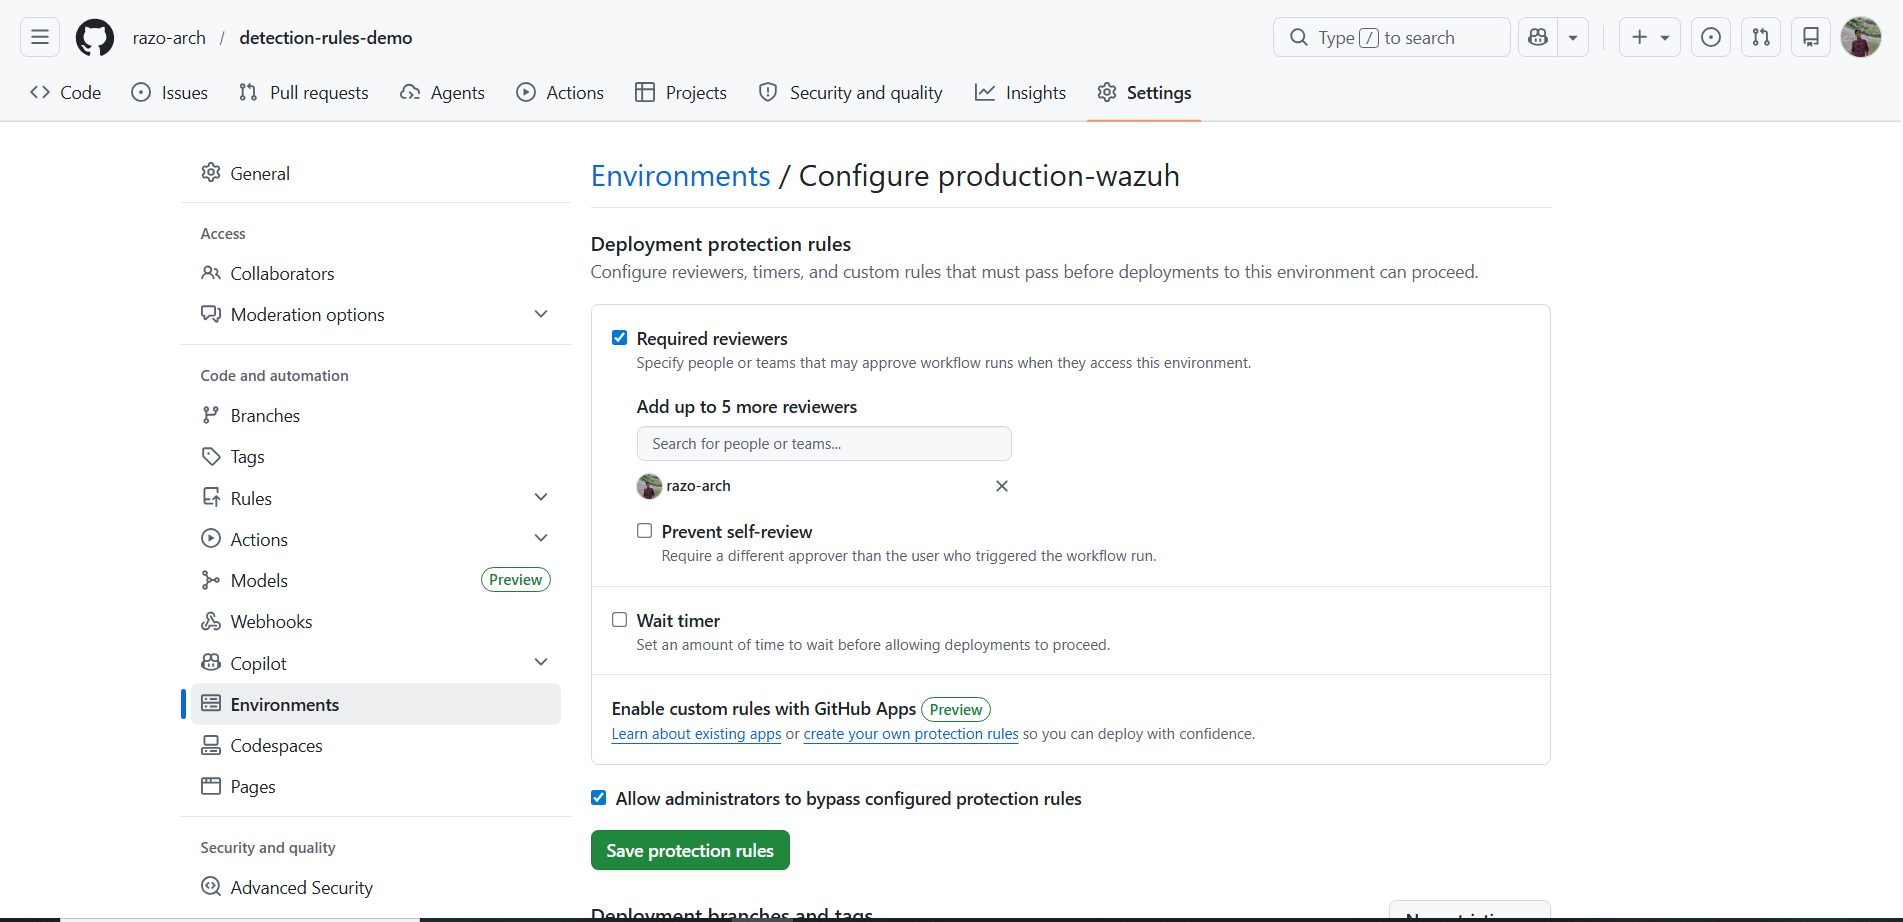 razo-arch / detection-rules-demo
Type / to search
Code
Issues
Pull requests
Agents
Actions
Projects
Security and quality
Insights
Settings
General
Access
Collaborators
Moderation options
Code and automation
Branches
Tags
Rules
Actions
Models Preview
Webhooks
Copilot
Environments
Codespaces
Pages
Security and quality
Advanced Security
Environments / Configure production-wazuh
Deployment protection rules
Configure reviewers, timers, and custom rules that must pass before deployments to this environment can proceed.
Required reviewers
Specify people or teams that may approve workflow runs when they access this environment.
Add up to 5 more reviewers
Search for people or teams...
razo-arch
Prevent self-review
Require a different approver than the user who triggered the workflow run.
Wait timer
Set an amount of time to wait before allowing deployments to proceed.
Enable custom rules with GitHub Apps Preview
Learn about existing apps or create your own protection rules so you can deploy with confidence.
Allow administrators to bypass configured protection rules
Save protection rules
Deployment branches and tags